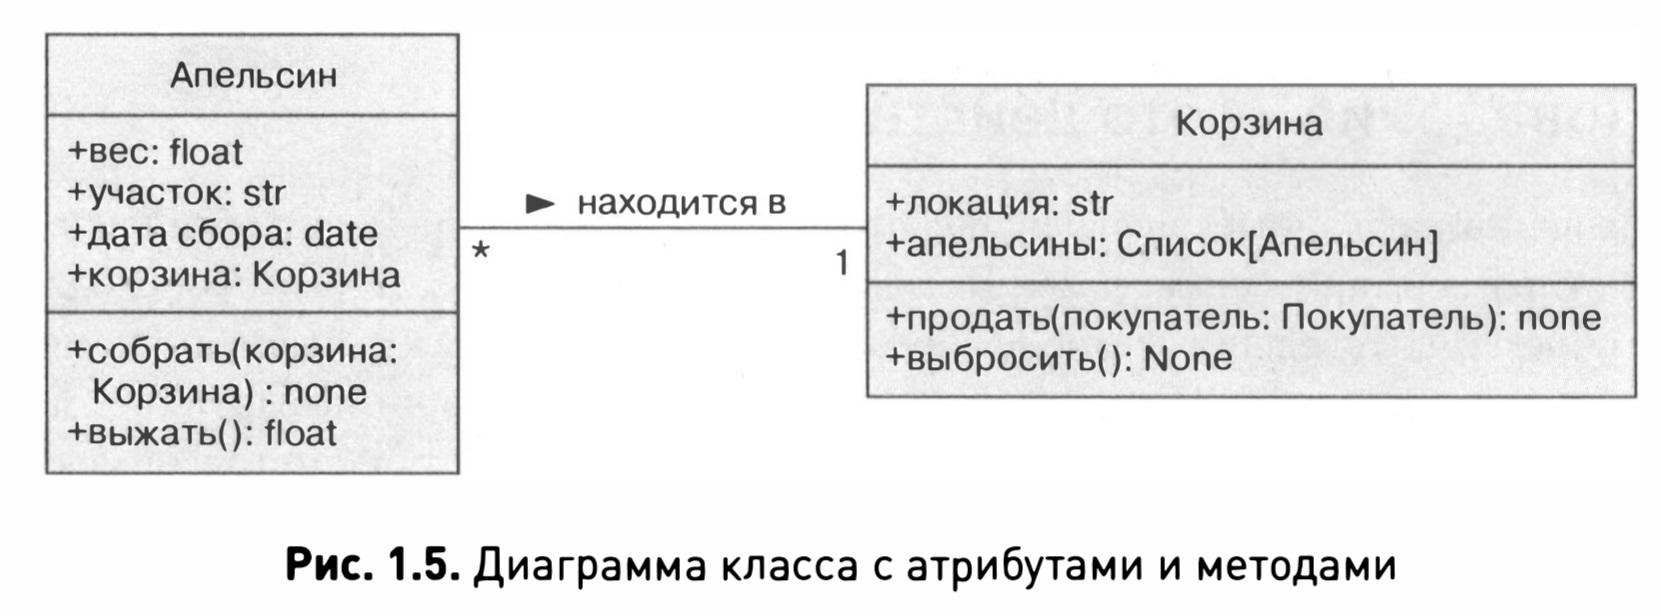 Апельсин
+вес: float
+участок: str
+дата сбора: date
+корзина: Корзина
+собрать(корзина:
Корзина) : none
+выжать(): float
► находится в
*
1
Корзина
+локация: str
+апельсины: Список[Апельсин]
+продать(покупатель: Покупатель): none
+выбросить(): None
Рис. 1.5. Диаграмма класса с атрибутами и методами